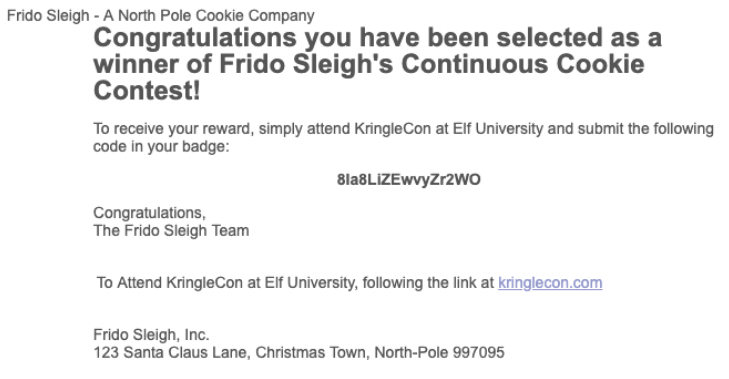 Frido Sleigh - A North Pole Cookie Company
Congratulations you have been selected as a
winner of Frido Sleigh's Continuous Cookie
Contest!
To receive your reward, simply attend KringleCon at Elf University and submit the following
code in your badge:
8Ia8LiZEwvyZr2WO
Congratulations,
The Frido Sleigh Team
To Attend KringleCon at Elf University, following the link at kringlecon.com
Frido Sleigh, Inc.
123 Santa Claus Lane, Christmas Town, North-Pole 997095